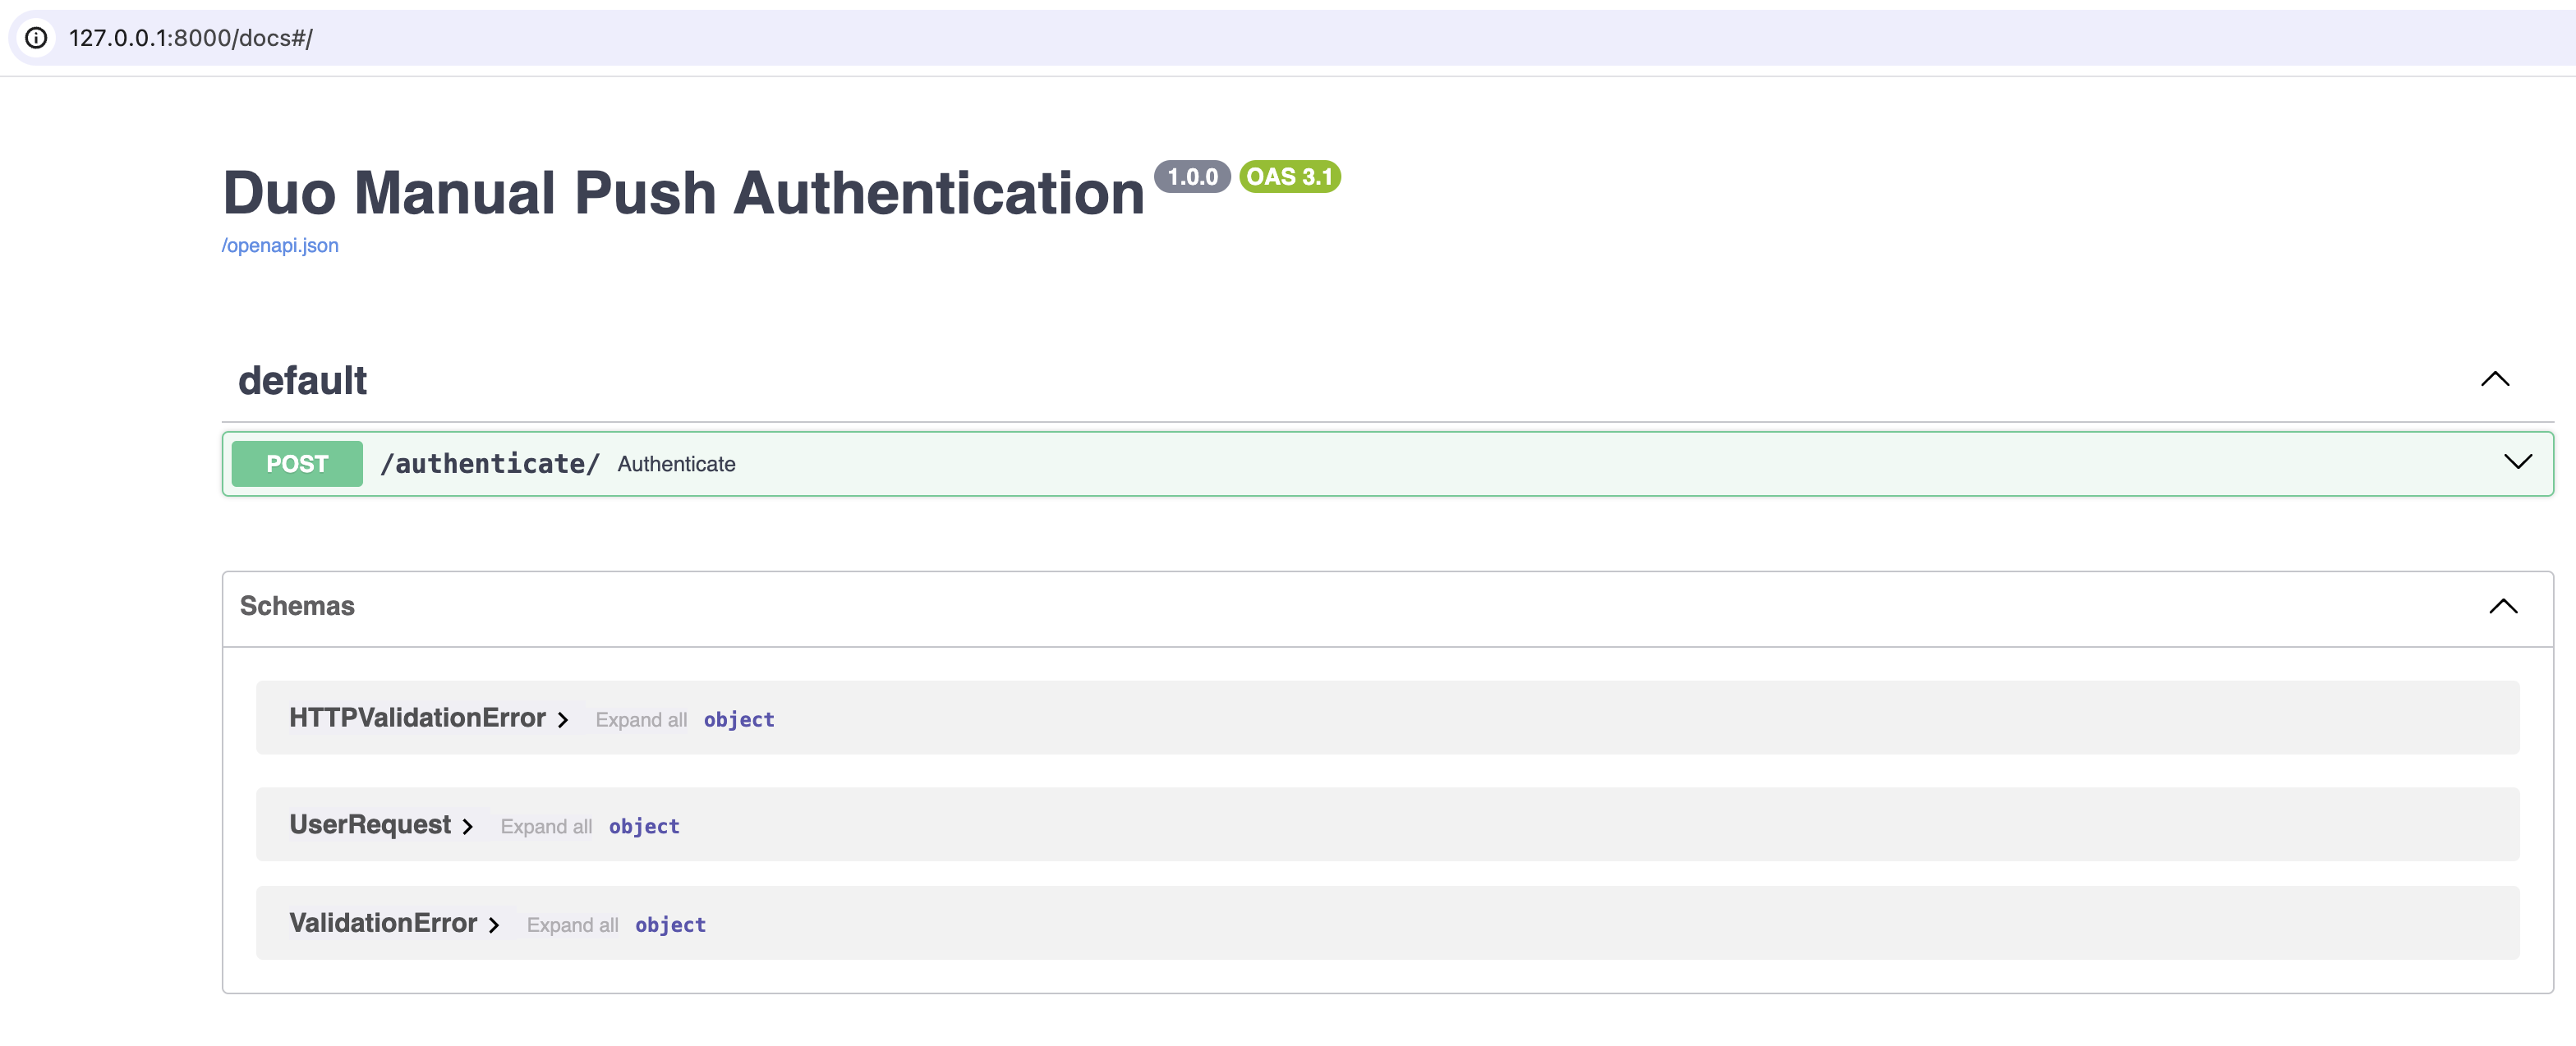 127.0.0.1:8000/docs#/
Duo Manual Push Authentication 1.0.0 OAS 3.1
/openapi.json
default
POST /authenticate/ Authenticate
Schemas
HTTPValidationError Expand all object
UserRequest Expand all object
ValidationError Expand all object